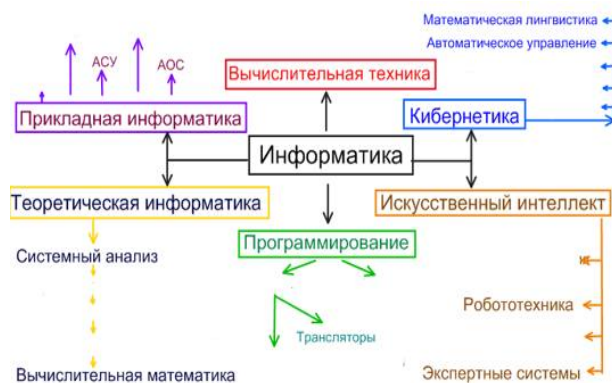 Математическая лингвистика
Автоматическое управление
АСУ
АОС
Вычислительная техника
Прикладная информатика
Кибернетика
Информатика
Теоретическая информатика
Искусственный интеллект
Программирование
Системный анализ
Робототехника
Трансляторы
Вычислительная математика
Экспертные системы